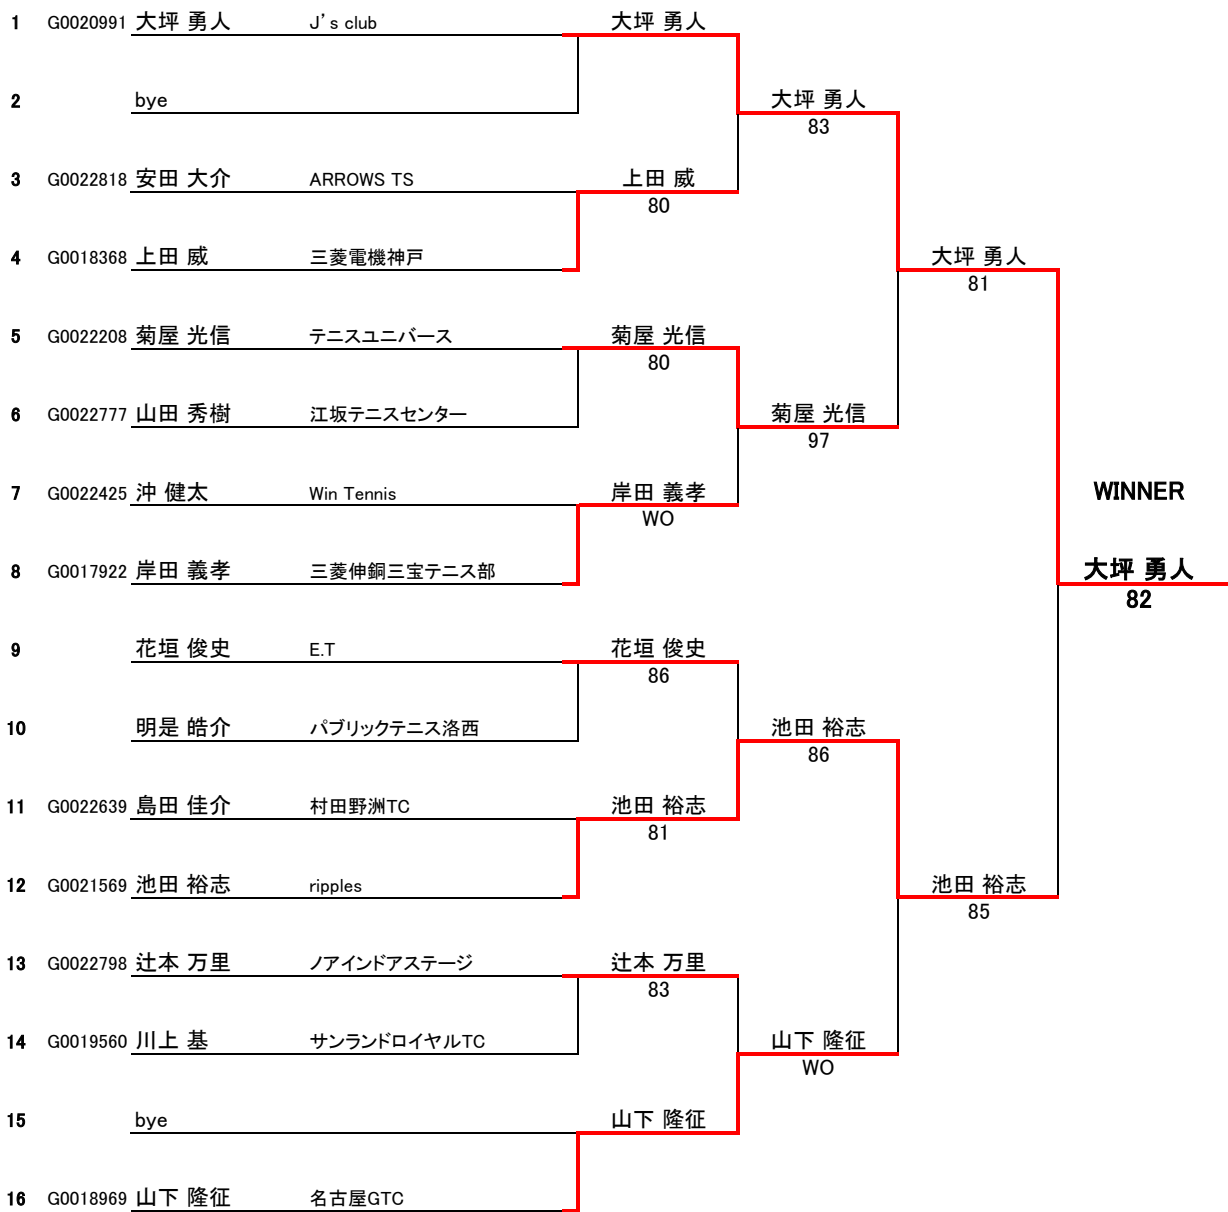 1 G0020991 大坪 勇人 J's club 大坪 勇人
2 bye 大坪 勇人
83
3 G0022818 安田 大介 ARROWS TS 上田 威
80
4 G0018368 上田 威 三菱電機神戸 大坪 勇人
81
5 G0022208 菊屋 光信 テニスユニバース 菊屋 光信
80
6 G0022777 山田 秀樹 江坂テニスセンター 菊屋 光信
97
7 G0022425 沖 健太 Win Tennis 岸田 義孝 WINNER
WO
8 G0017922 岸田 義孝 三菱伸銅三宝テニス部 大坪 勇人
82
9 花垣 俊史 E.T 花垣 俊史
86
10 明是 皓介 パブリックテニス洛西 池田 裕志
86
11 G0022639 島田 佳介 村田野洲TC 池田 裕志
81
12 G0021569 池田 裕志 ripples 池田 裕志
85
13 G0022798 辻本 万里 ノアインドアステージ 辻本 万里
83
14 G0019560 川上 基 サンランドロイヤルTC 山下 隆征
WO
15 bye 山下 隆征
16 G0018969 山下 隆征 名古屋GTC